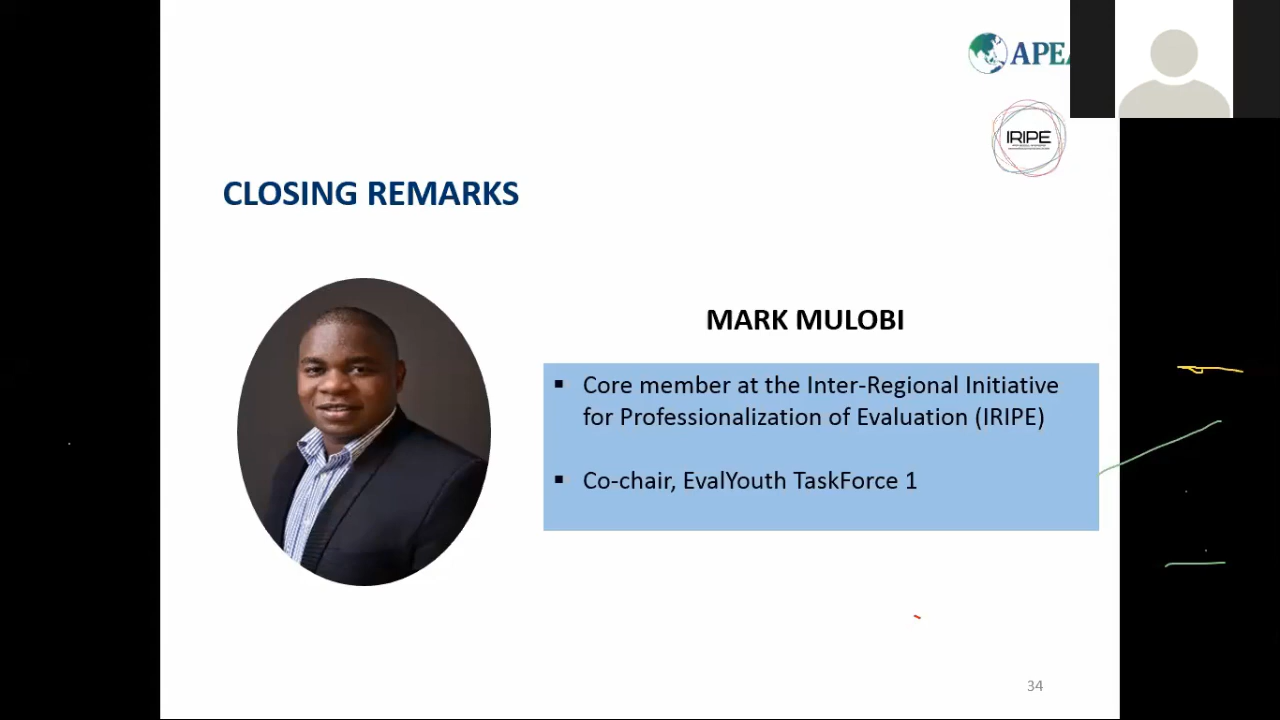 APEA
IRIPE
CLOSING REMARKS
MARK MULOBI
▪ Core member at the Inter-Regional Initiative
for Professionalization of Evaluation (IRIPE)
▪ Co-chair, EvalYouth TaskForce 1
34